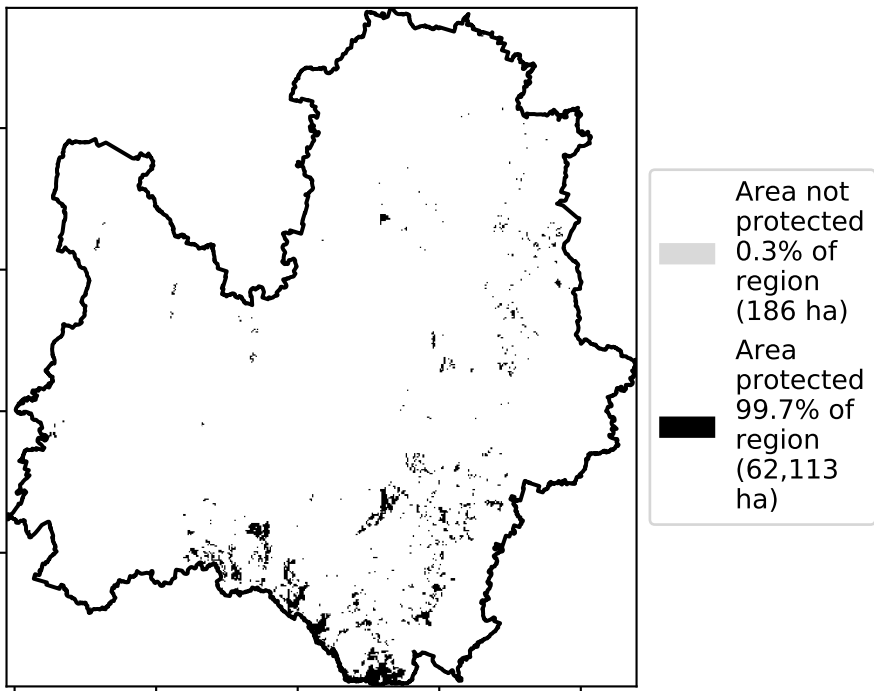 Area not
protected
0.3% of
region
(186 ha)
Area
protected
99.7% of
region
(62,113
ha)